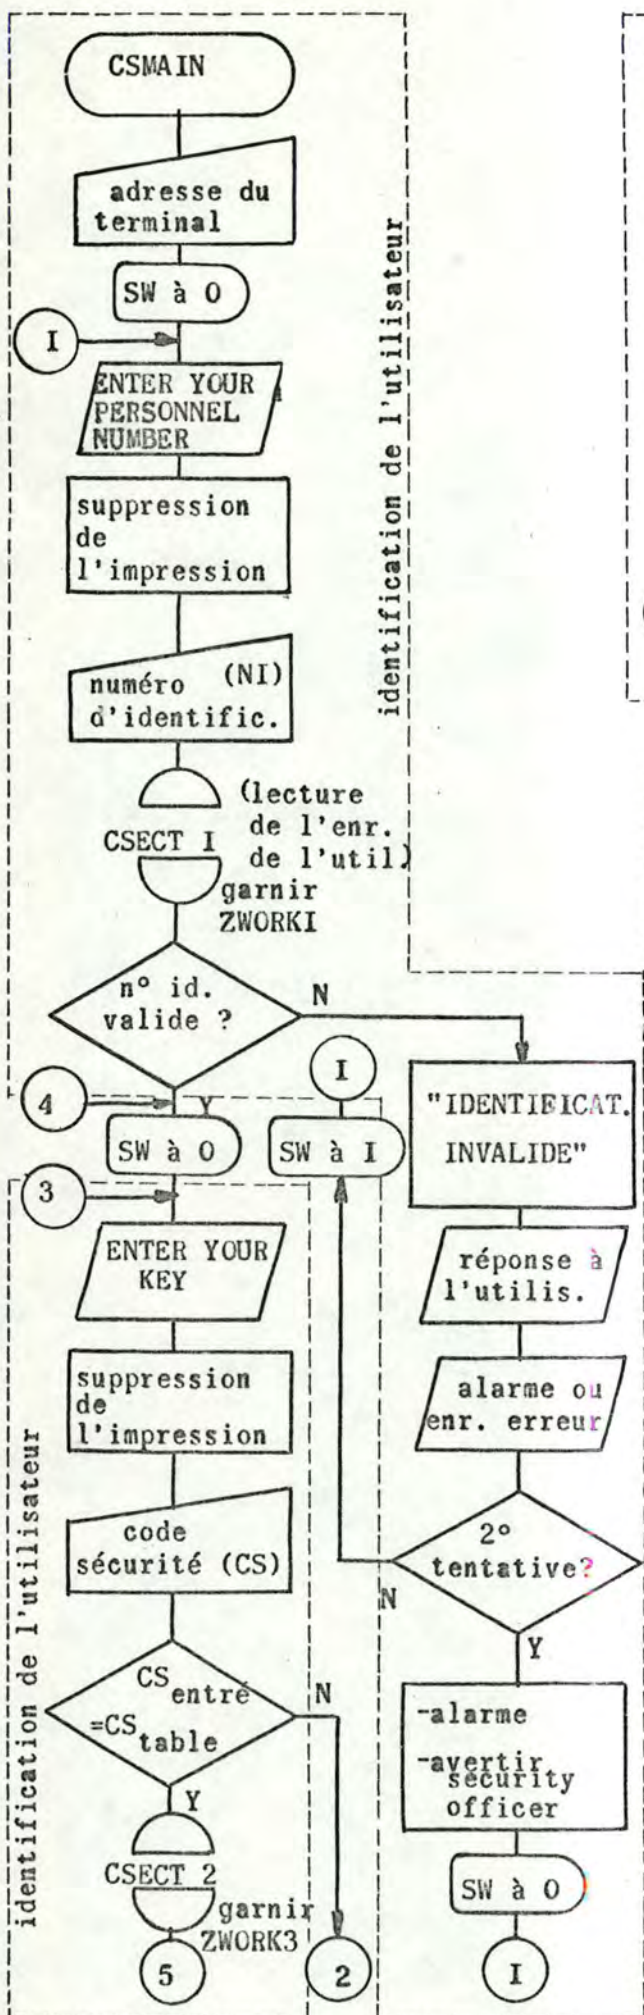 CSMAIN
adresse du
terminal
SW à O
I
ENTER YOUR
PERSONNEL
NUMBER
suppression
de
l'impression
numéro (NI)
d'identific.
(lecture
de l'enr.
de l'util)
CSECT I
garnir
ZWORKI
n° id.
valide ?
N
Y
identification de l'utilisateur
4
SW à O
3
ENTER YOUR
KEY
suppression
de
l'impression
code
sécurité (CS)
CS entré
=CS table
N
Y
CSECT 2
garnir
ZWORK3
5
2
identification de l'utilisateur
I
SW à I
"IDENTIFICAT.
INVALIDE"
réponse à
l'utilis.
alarme ou
enr. erreur
2°
tentative?
N
Y
-alarme
-avertir
security
officer
SW à O
I